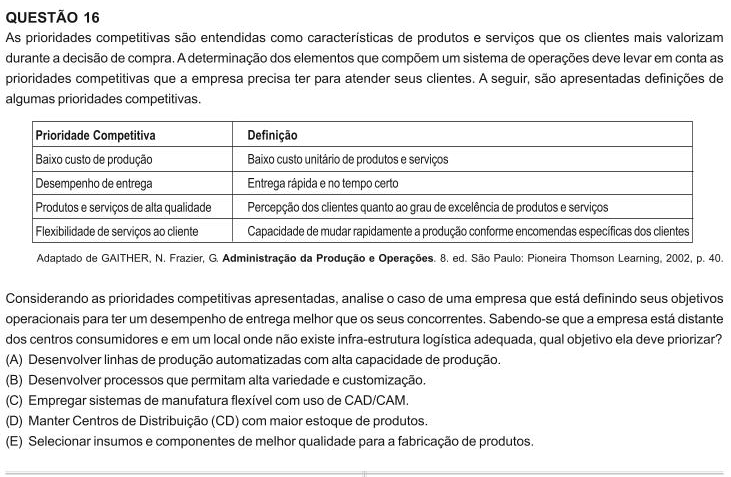 QUESTÃO 16
As prioridades competitivas são entendidas como características de produtos e serviços que os clientes mais valorizam
durante a decisão de compra. A determinação dos elementos que compõem um sistema de operações deve levar em conta as
prioridades competitivas que a empresa precisa ter para atender seus clientes. A seguir, são apresentadas definições de
algumas prioridades competitivas.
Prioridade Competitiva Definição
Baixo custo de produção Baixo custo unitário de produtos e serviços
Desempenho de entrega Entrega rápida e no tempo certo
Produtos e serviços de alta qualidade Percepção dos clientes quanto ao grau de excelência de produtos e serviços
Flexibilidade de serviços ao cliente Capacidade de mudar rapidamente a produção conforme encomendas específicas dos clientes
Adaptado de GAITHER, N. Frazier, G. Administração da Produção e Operações. 8. ed. São Paulo: Pioneira Thomson Learning, 2002, p. 40.
Considerando as prioridades competitivas apresentadas, analise o caso de uma empresa que está definindo seus objetivos
operacionais para ter um desempenho de entrega melhor que os seus concorrentes. Sabendo-se que a empresa está distante
dos centros consumidores e em um local onde não existe infra-estrutura logística adequada, qual objetivo ela deve priorizar?
(A) Desenvolver linhas de produção automatizadas com alta capacidade de produção.
(B) Desenvolver processos que permitam alta variedade e customização.
(C) Empregar sistemas de manufatura flexível com uso de CAD/CAM.
(D) Manter Centros de Distribuição (CD) com maior estoque de produtos.
(E) Selecionar insumos e componentes de melhor qualidade para a fabricação de produtos.